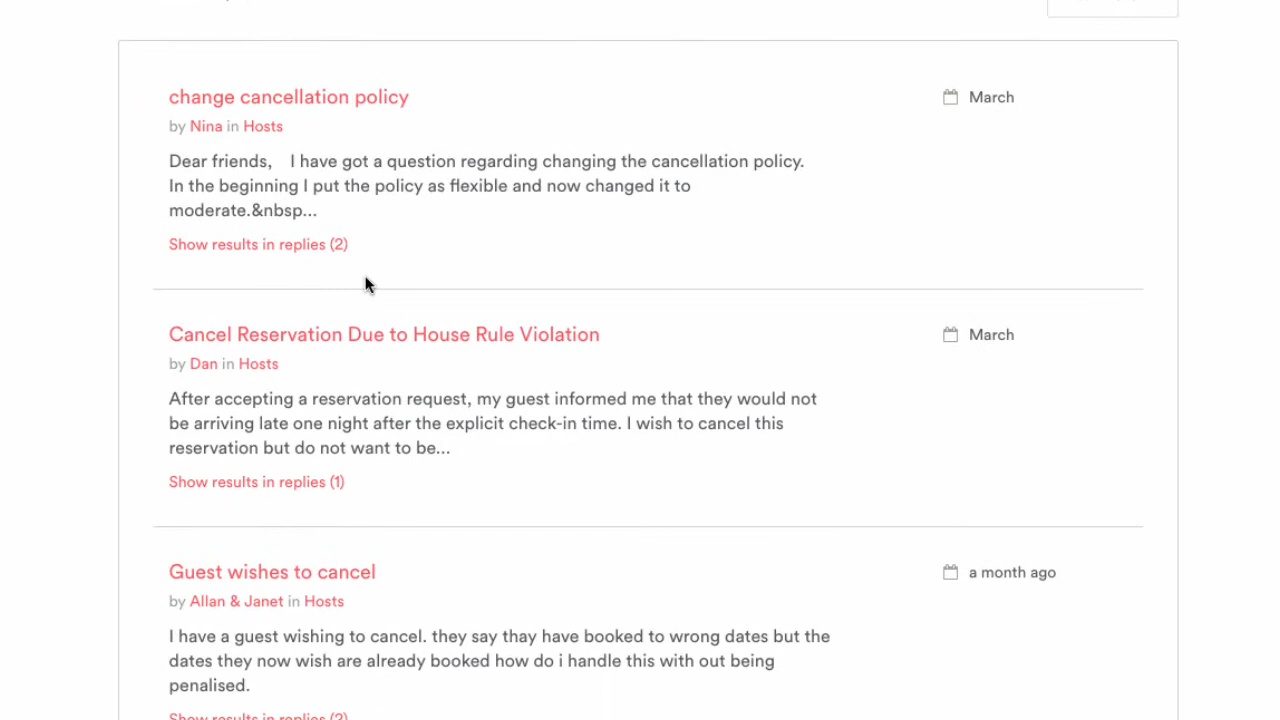 change cancellation policy
March
by Nina in Hosts
Dear friends, I have got a question regarding changing the cancellation policy.
In the beginning I put the policy as flexible and now changed it to
moderate.&nbsp...
Show results in replies (2)
Cancel Reservation Due to House Rule Violation
March
by Dan in Hosts
After accepting a reservation request, my guest informed me that they would not
be arriving late one night after the explicit check-in time. I wish to cancel this
reservation but do not want to be...
Show results in replies (1)
Guest wishes to cancel
a month ago
by Allan & Janet in Hosts
I have a guest wishing to cancel. they say thay have booked to wrong dates but the
dates they now wish are already booked how do i handle this with out being
penalised.
Show results in replies (2)